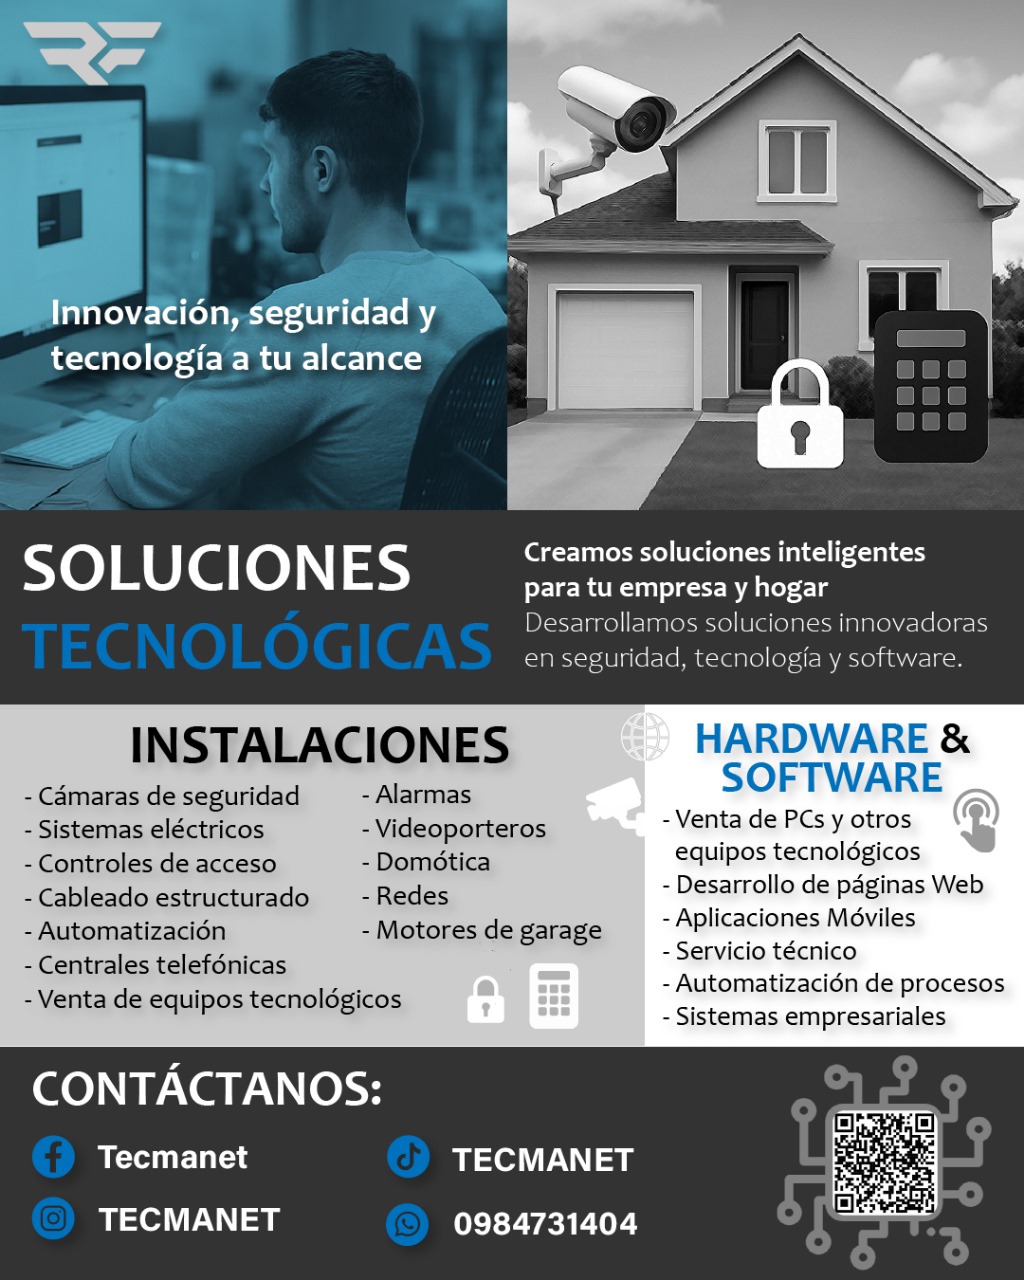 RF
Innovación, seguridad y
tecnología a tu alcance
SOLUCIONES
TECNOLÓGICAS
Creamos soluciones inteligentes
para tu empresa y hogar
Desarrollamos soluciones innovadoras
en seguridad, tecnología y software.
INSTALACIONES
- Cámaras de seguridad
- Sistemas eléctricos
- Controles de acceso
- Cableado estructurado
- Automatización
- Centrales telefónicas
- Venta de equipos tecnológicos
- Alarmas
- Videoporteros
- Domótica
- Redes
- Motores de garage
HARDWARE &
SOFTWARE
- Venta de PCs y otros
equipos tecnológicos
- Desarrollo de páginas Web
- Aplicaciones Móviles
- Servicio técnico
- Automatización de procesos
- Sistemas empresariales
CONTÁCTANOS:
Tecmanet
TECMANET
TECMANET
0984731404